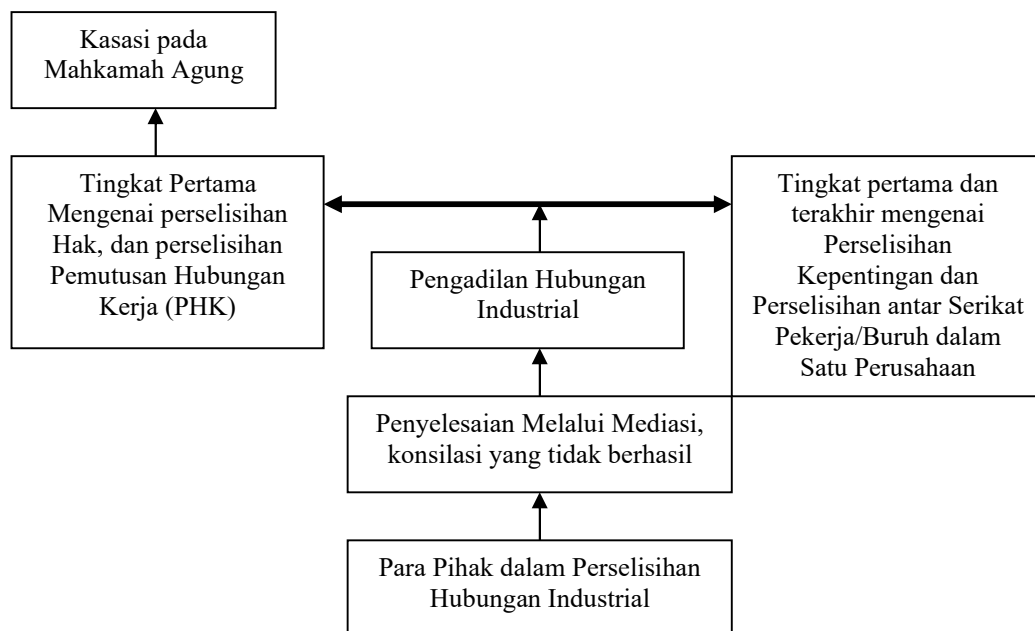 Kasasi pada
Mahkamah Agung
Tingkat Pertama
Mengenai perselisihan
Hak, dan perselisihan
Pemutusan Hubungan
Kerja (PHK)
Tingkat pertama dan
terakhir mengenai
Perselisihan
Kepentingan dan
Perselisihan antar Serikat
Pekerja/Buruh dalam
Satu Perusahaan
Pengadilan Hubungan
Industrial
Penyelesaian Melalui Mediasi,
konsilasi yang tidak berhasil
Para Pihak dalam Perselisihan
Hubungan Industrial